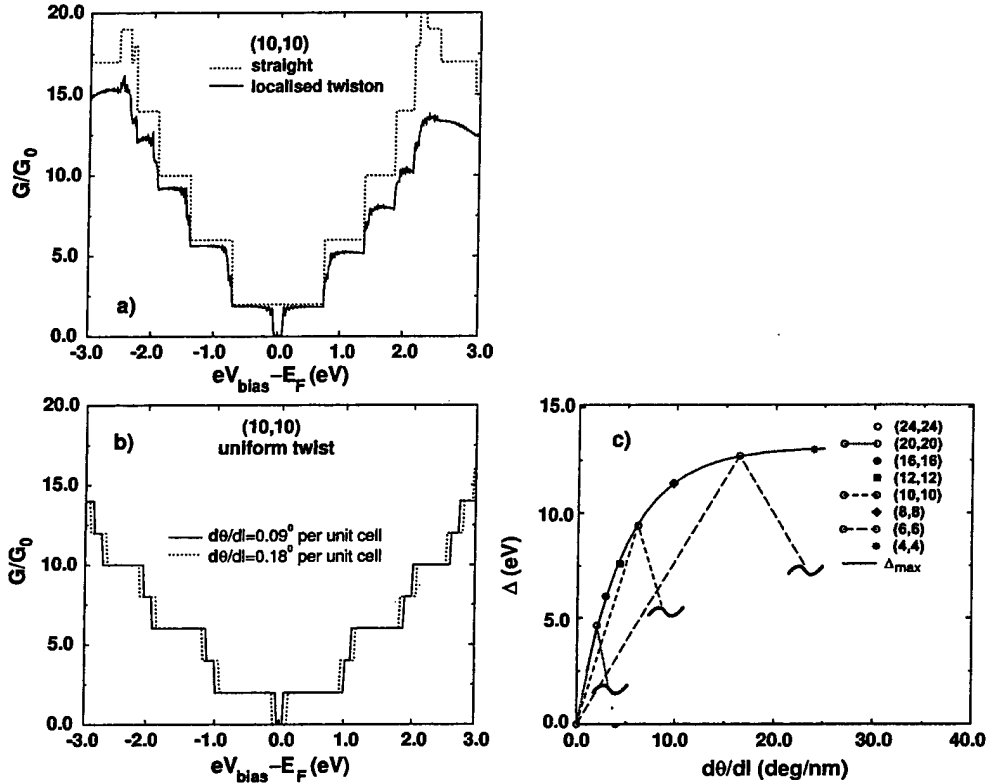 20.0
15.0
10.0
5.0
0.0
G/G0
(10,10)
straight
localised twiston
a)
-3.0 -2.0 -1.0 0.0 1.0 2.0 3.0
eVbias-EF (eV)
20.0
15.0
10.0
5.0
0.0
G/G0
b)
(10,10)
uniform twist
dθ/dl=0.09⁰ per unit cell
dθ/dl=0.18⁰ per unit cell
-3.0 -2.0 -1.0 0.0 1.0 2.0 3.0
eVbias-EF (eV)
15.0
10.0
5.0
0.0
Δ (eV)
c)
(24,24)
(20,20)
(16,16)
(12,12)
(10,10)
(8,8)
(6,6)
(4,4)
Δmax
0.0 10.0 20.0 30.0 40.0
dθ/dl (deg/nm)